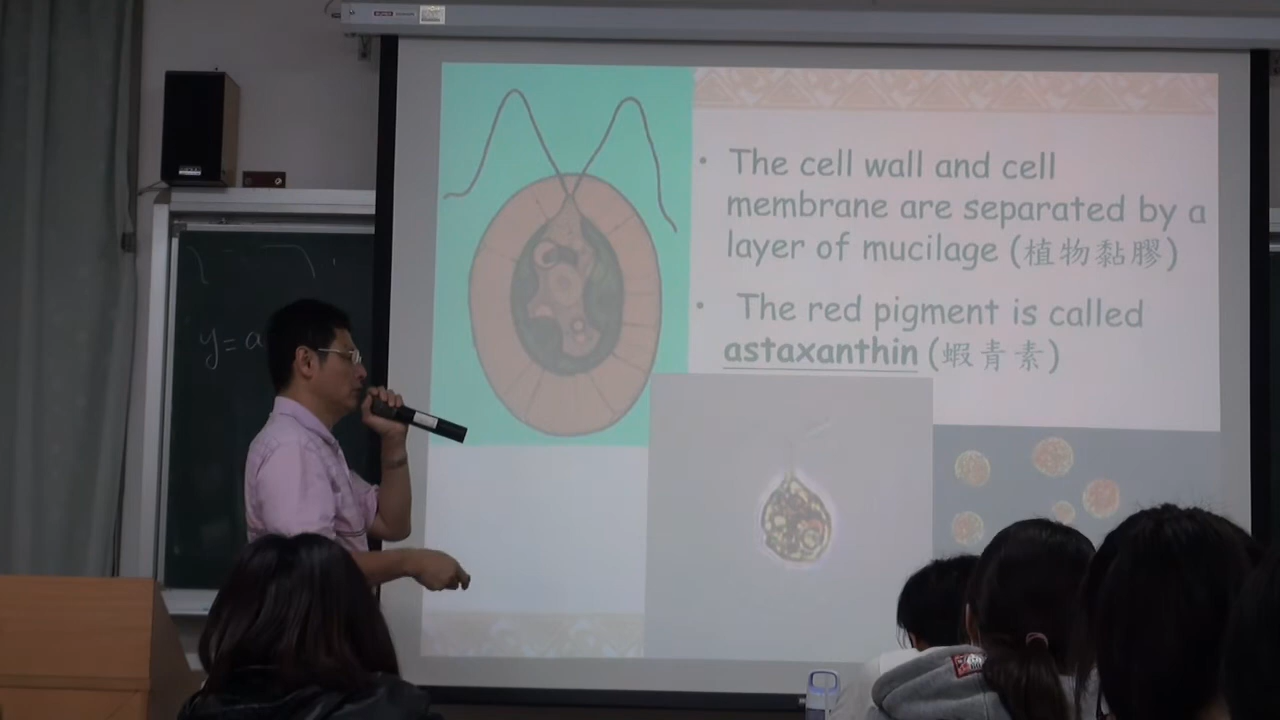 • The cell wall and cell
membrane are separated by a
layer of mucilage (植物黏膠)
• The red pigment is called
astaxanthin (蝦青素)
y= a